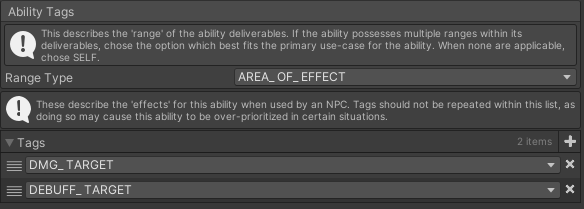 Ability Tags
This describes the 'range' of the ability deliverables. If the ability possesses multiple ranges within its
deliverables, chose the option which best fits the primary use-case for the ability. When none are applicable,
chose SELF.
Range Type AREA_OF_EFFECT
These describe the 'effects' for this ability when used by an NPC. Tags should not be repeated within this list, as
doing so may cause this ability to be over-prioritized in certain situations.
Tags 2 items
DMG_TARGET
DEBUFF_TARGET